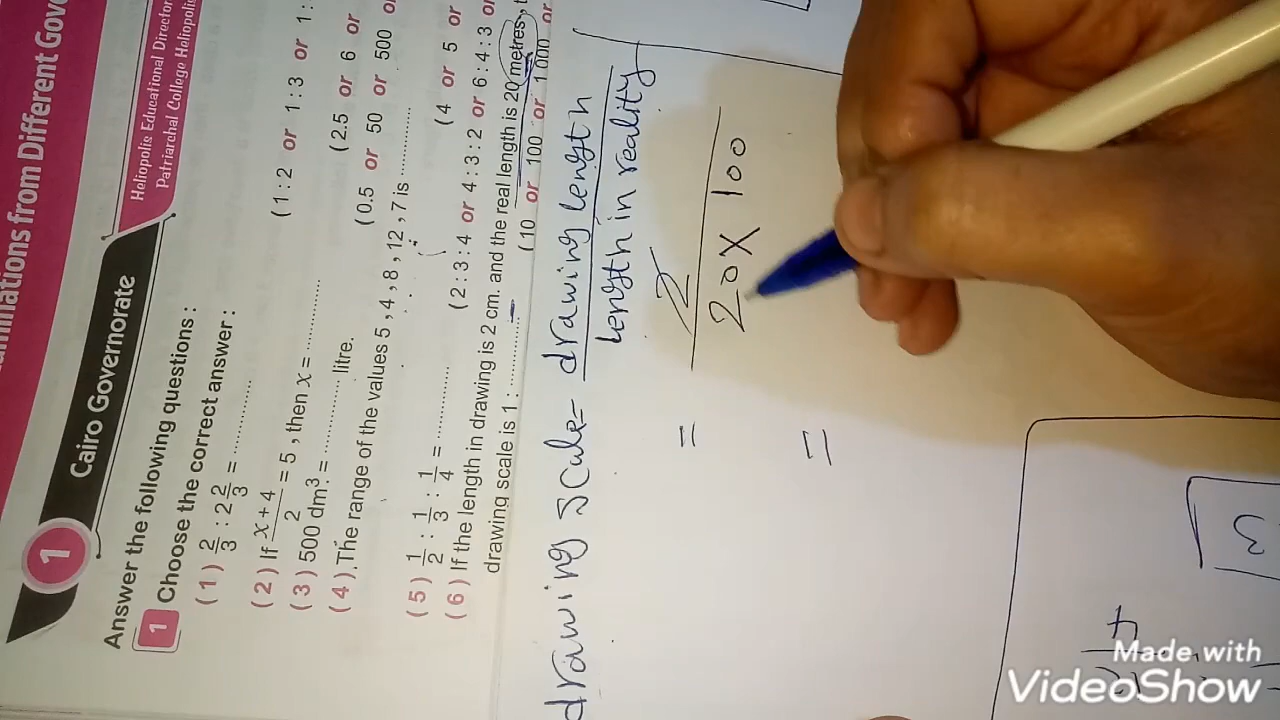 minations from Different Gov
Heliopolis Educational Director
Patriarchal College Heliopolis
1 Cairo Governorate
Answer the following questions :
1 Choose the correct answer :
( 1 ) 2/3 : 2 2/3 = ............
(1 : 2 or 1 : 3 or 1 :
( 2 ) If x + 4 / 2 = 5 , then x = ............
(2.5 or 6 or
( 3 ) 500 dm³. = ............ litre.
(0.5 or 50 or 500 or
( 4 ) The range of the values 5 , 4 , 8 , 12 , 7 is ............
(4 or 5 or
( 5 ) 1/2 : 1/3 : 1/4 = ............
(2 : 3 : 4 or 4 : 3 : 2 or 6 : 4 : 3 or
( 6 ) If the length in drawing is 2 cm. and the real length is 20 metres , t
drawing scale is 1 : ............
(10 or 100 or 1 000 or
drawing scale = drawing length
length in reality
= 2
20 X 100
=
Made with
VideoShow